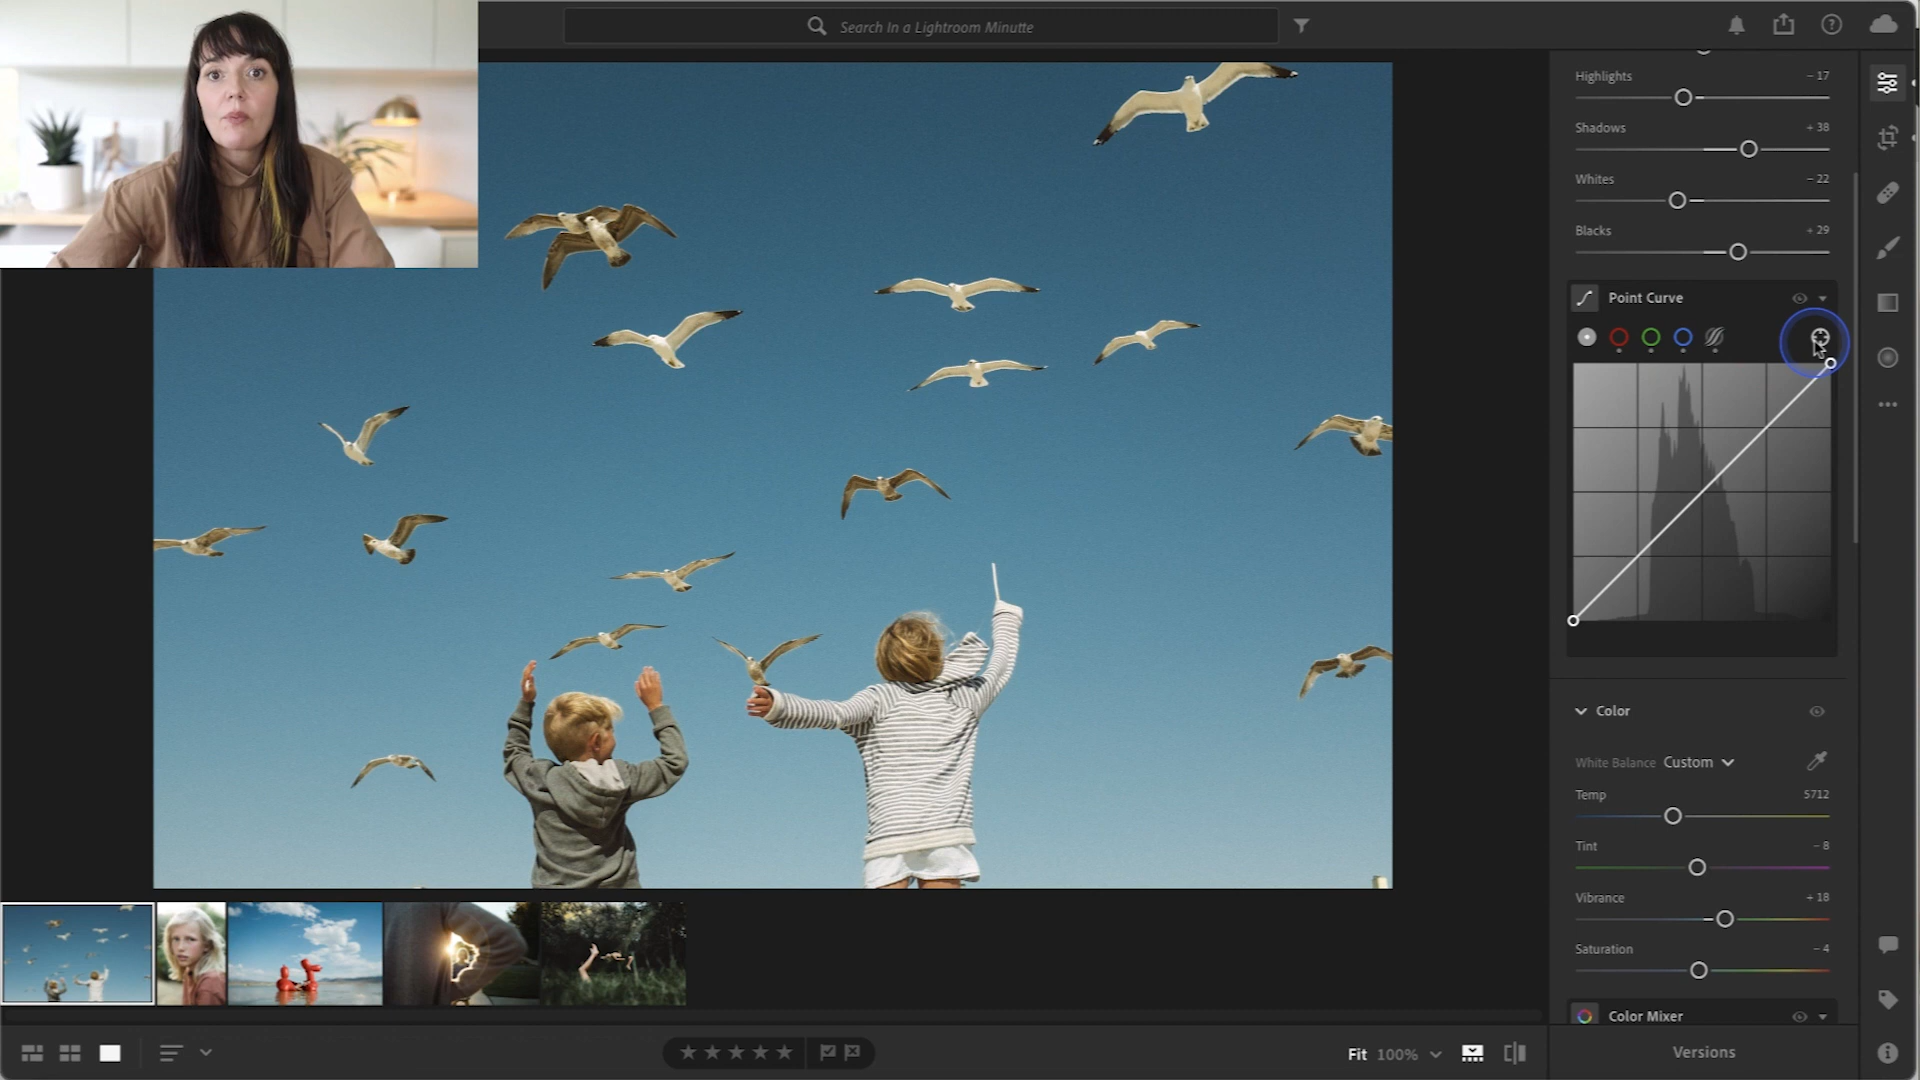 Search In a Lightroom Minutte
Highlights - 17
Shadows + 38
Whites - 22
Blacks + 29
Point Curve
Color
White Balance Custom
Temp 5712
Tint - 8
Vibrance + 18
Saturation - 4
Color Mixer
Fit 100%
Versions